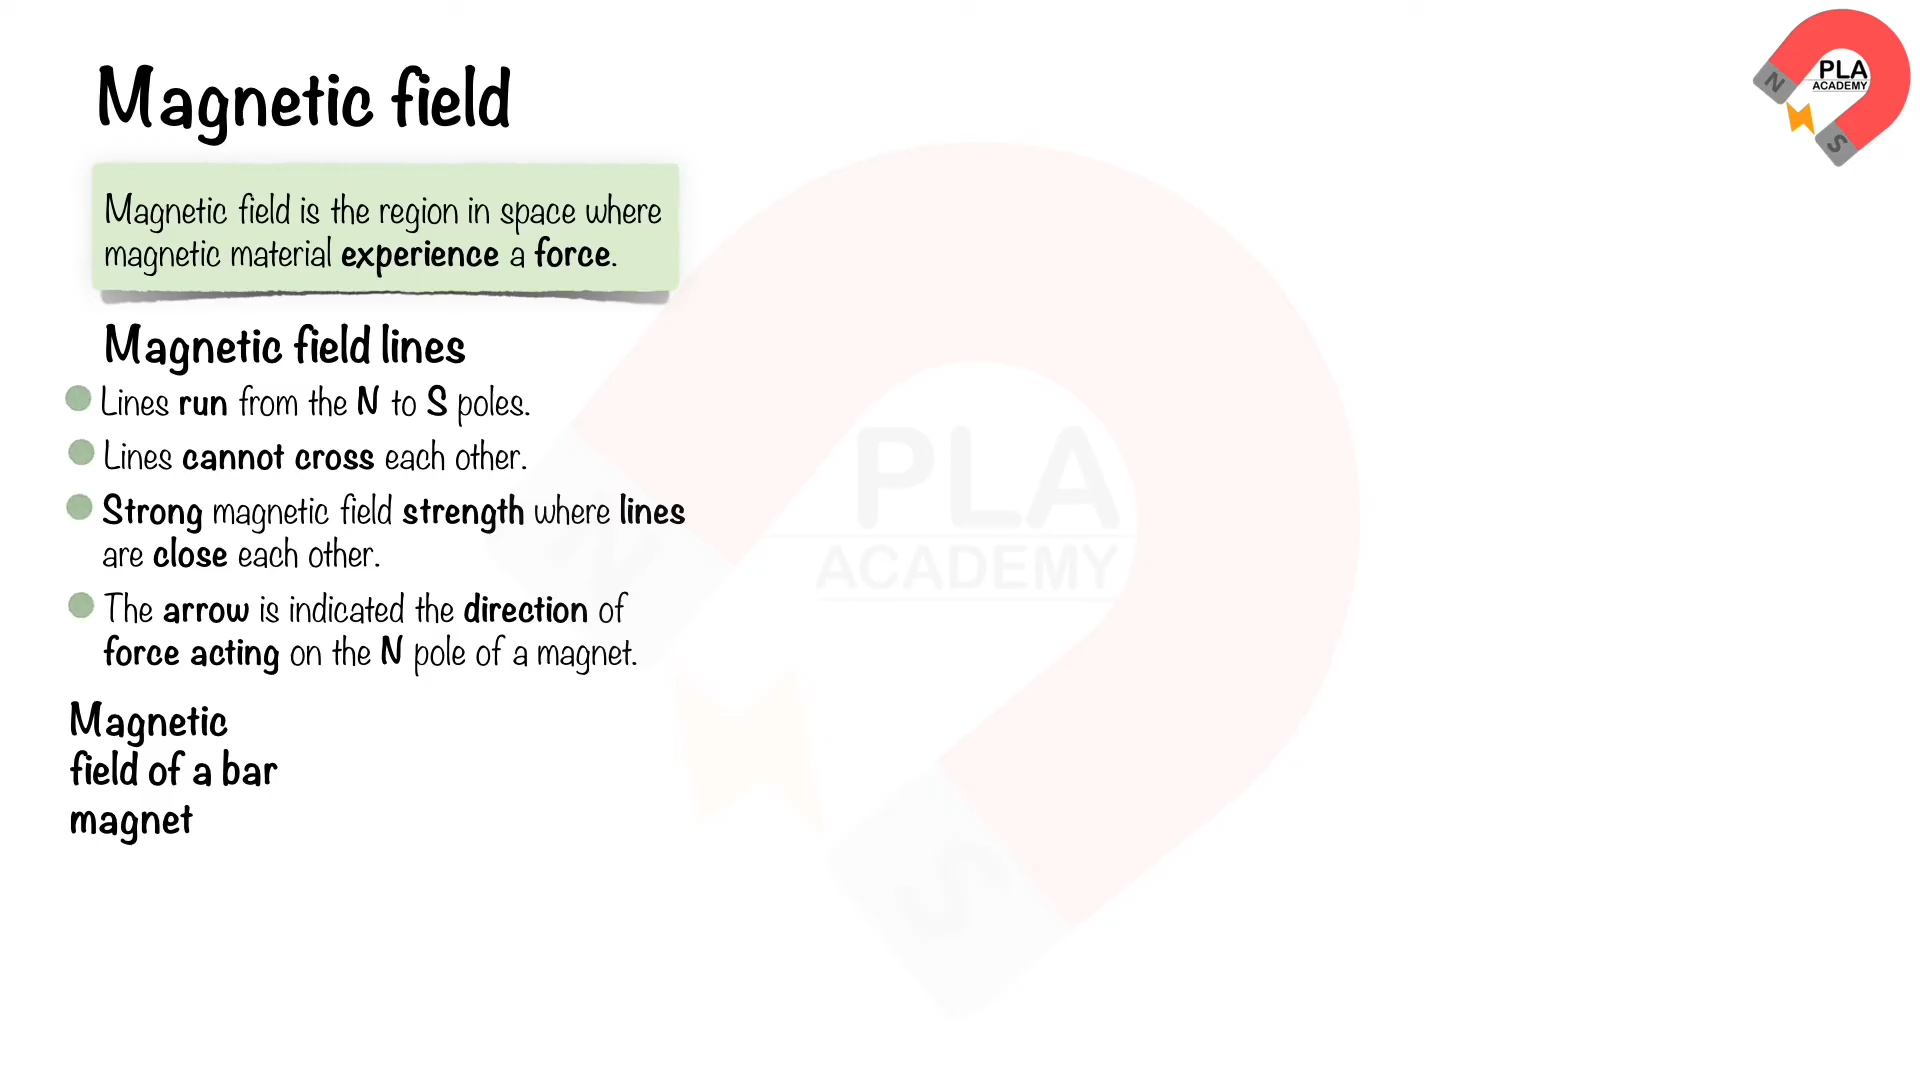 Magnetic field
PLA
ACADEMY
N
S
Magnetic field is the region in space where
magnetic material experience a force.
Magnetic field lines
Lines run from the N to S poles.
Lines cannot cross each other.
Strong magnetic field strength where lines
are close each other.
The arrow is indicated the direction of
force acting on the N pole of a magnet.
Magnetic
field of a bar
magnet
PLA
ACADEMY
N
S